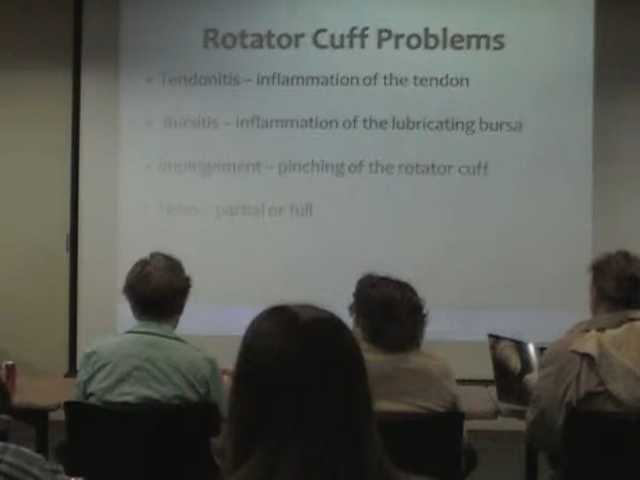 Rotator Cuff Problems
Tendonitis – inflammation of the tendon
Bursitis – inflammation of the lubricating bursa
Impingement – pinching of the rotator cuff
Tears – partial or full